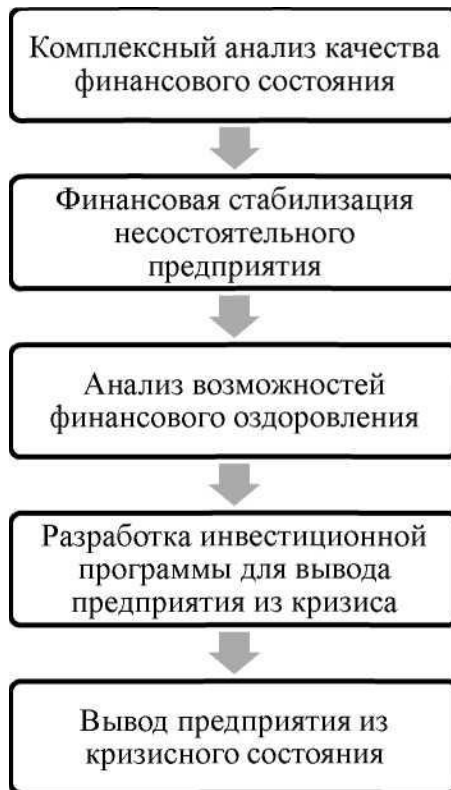 Комплексный анализ качества
финансового состояния
Финансовая стабилизация
несостоятельного
предприятия
Анализ возможностей
финансового оздоровления
Разработка инвестиционной
программы для вывода
предприятия из кризиса
Вывод предприятия из
кризисного состояния